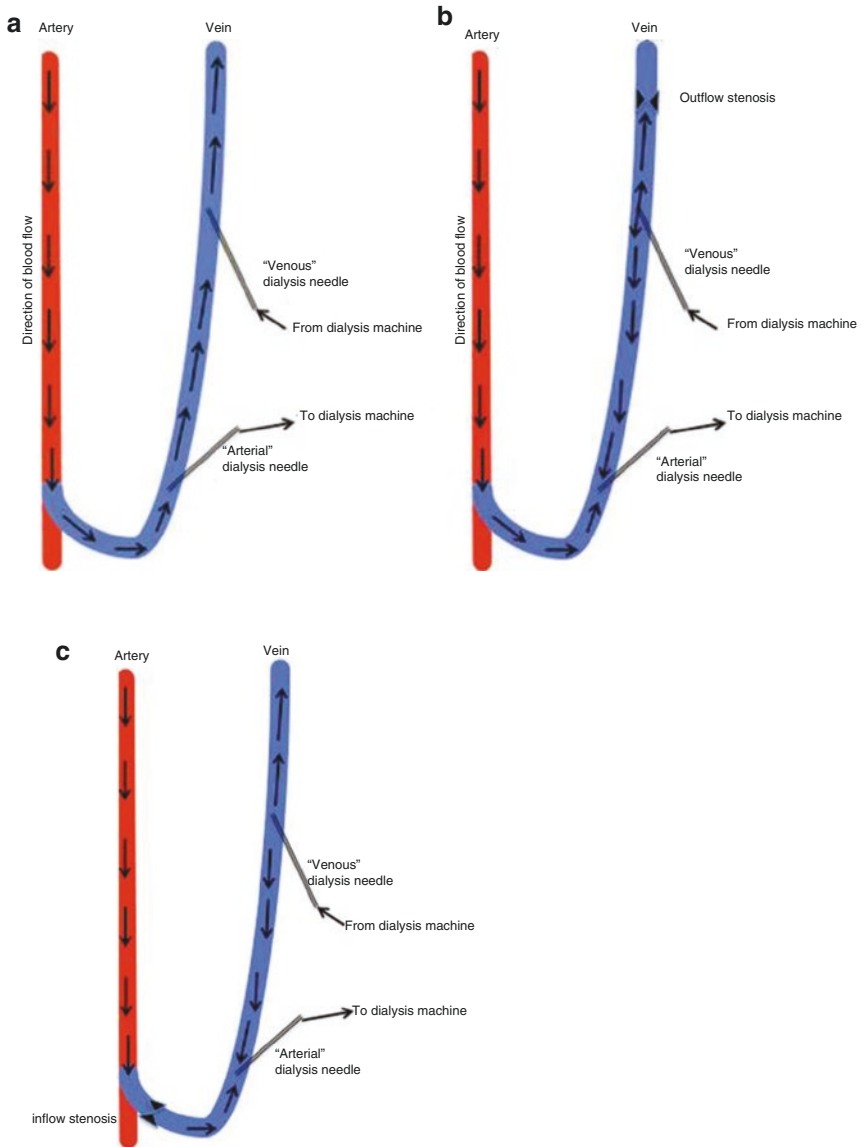 a
Artery
Vein
Direction of blood flow
“Venous”
dialysis needle
From dialysis machine
To dialysis machine
“Arterial”
dialysis needle
b
Artery
Vein
Outflow stenosis
Direction of blood flow
“Venous”
dialysis needle
From dialysis machine
To dialysis machine
“Arterial”
dialysis needle
c
Artery
Vein
“Venous”
dialysis needle
From dialysis machine
To dialysis machine
“Arterial”
dialysis needle
inflow stenosis